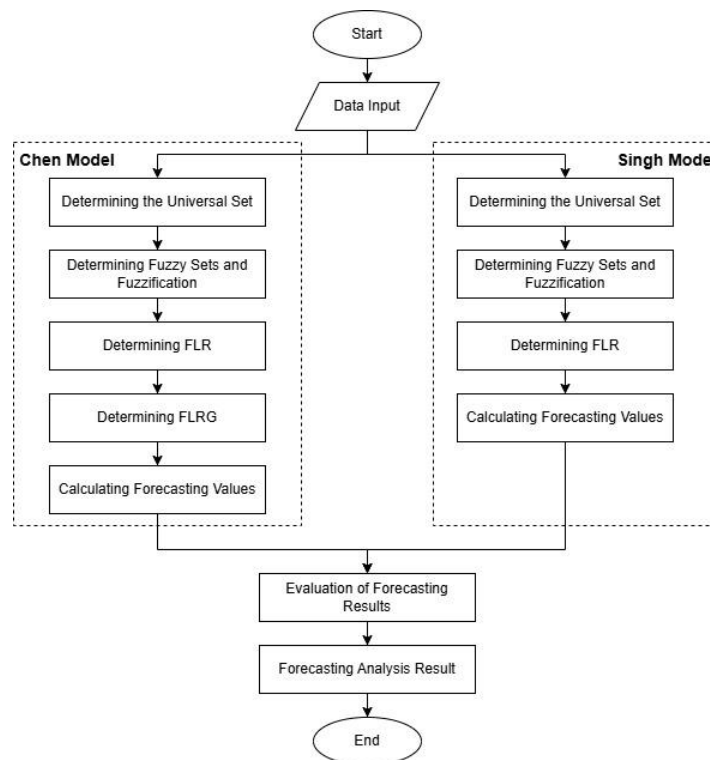 Start
Data Input
Chen Model
Determining the Universal Set
Determining Fuzzy Sets and
Fuzzification
Determining FLR
Determining FLRG
Calculating Forecasting Values
Singh Mode
Determining the Universal Set
Determining Fuzzy Sets and
Fuzzification
Determining FLR
Calculating Forecasting Values
Evaluation of Forecasting
Results
Forecasting Analysis Result
End